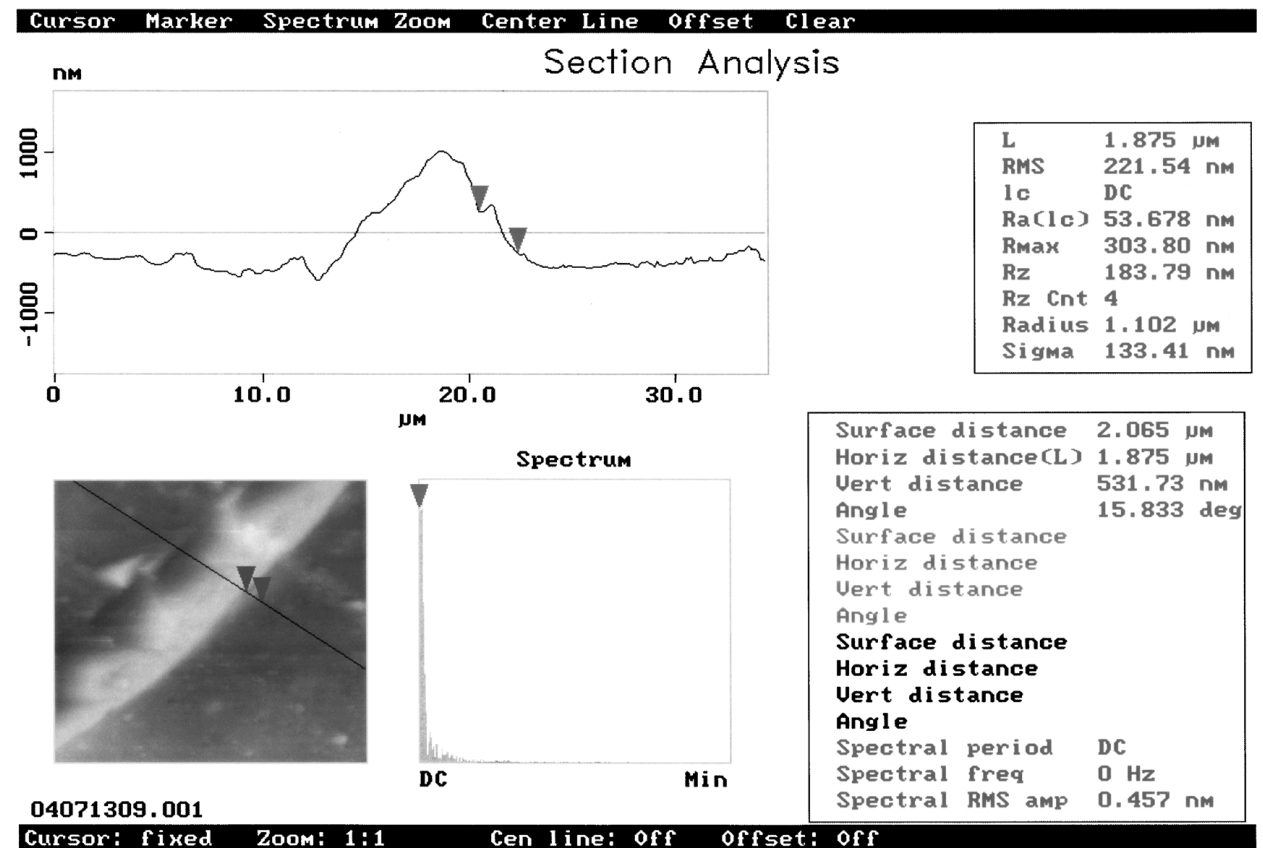 Cursor Marker Spectrum Zoom Center Line Offset Clear
Section Analysis
nM
1000
0
-1000
0 10.0 20.0 30.0
µM
L 1.875 µM
RMS 221.54 nM
lc DC
Ra(lc) 53.678 nM
Rmax 303.80 nM
Rz 183.79 nM
Rz Cnt 4
Radius 1.102 µM
Sigma 133.41 nM
Surface distance 2.065 µM
Horiz distance(L) 1.875 µM
Vert distance 531.73 nM
Angle 15.833 deg
Surface distance
Horiz distance
Vert distance
Angle
Surface distance
Horiz distance
Vert distance
Angle
Spectral period DC
Spectral freq 0 Hz
Spectral RMS amp 0.457 nM
Spectrum
DC Min
04071309.001
Cursor: fixed Zoom: 1:1 Cen line: Off Offset: Off